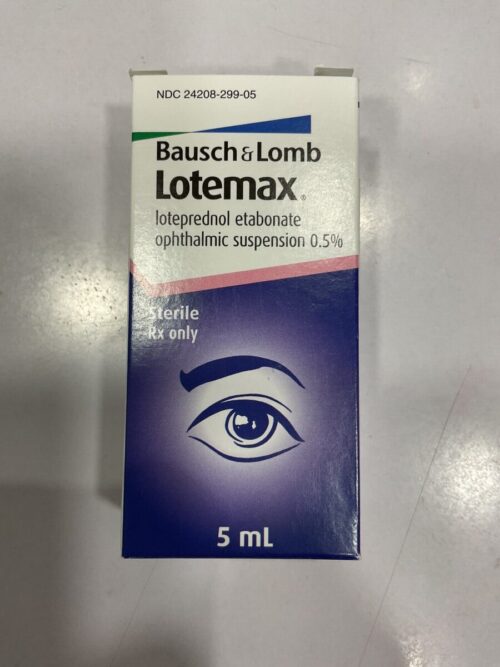 NDC 24208-299-05
Bausch & Lomb
Lotemax®
loteprednol etabonate
ophthalmic suspension 0.5%
Sterile
Rx only
5 mL